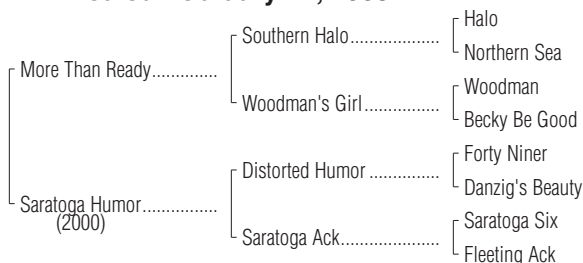 Halo
Southern Halo
Northern Sea
More Than Ready
Woodman
Woodman's Girl
Becky Be Good
Forty Niner
Distorted Humor
Danzig's Beauty
Saratoga Humor
(2000)
Saratoga Six
Saratoga Ack
Fleeting Ack